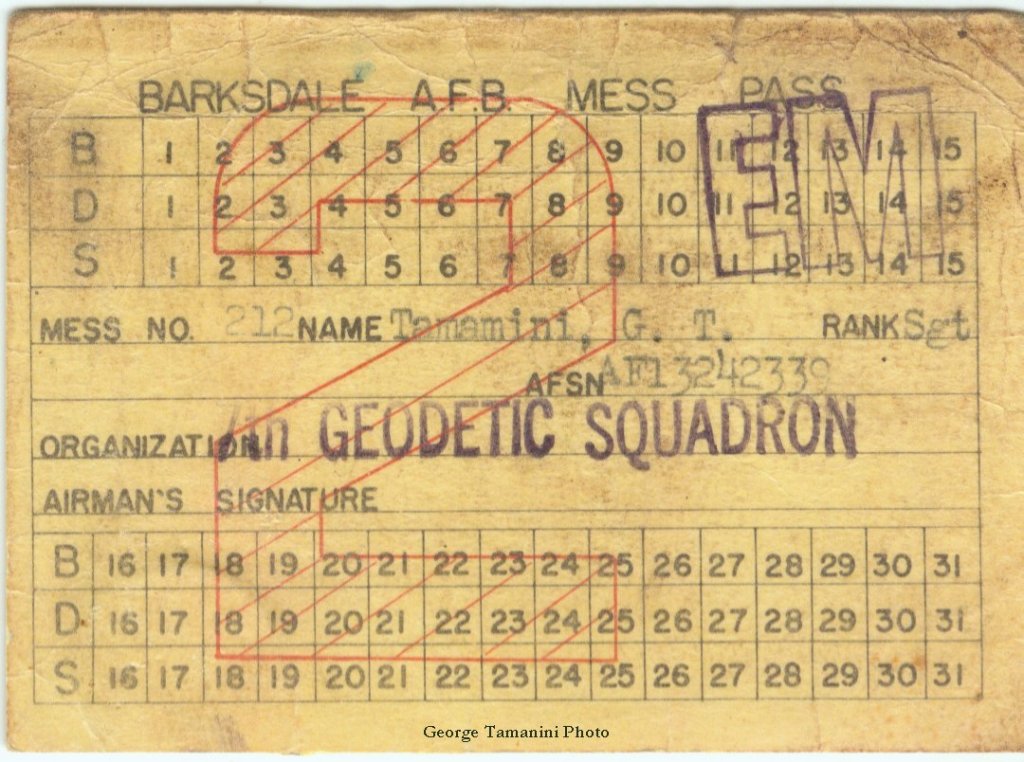 BARKSDALE A.F.B. MESS PASS
EM
B 1 2 3 4 5 6 7 8 9 10 11 12 13 14 15
D 1 2 3 4 5 6 7 8 9 10 11 12 13 14 15
S 1 2 3 4 5 6 7 8 9 10 11 12 13 14 15
2
MESS NO. 212 NAME Tamamini, G. T. RANK Sgt
AFSN AF13242339
ORGANIZATION GEODETIC SQUADRON
AIRMAN'S SIGNATURE
B 16 17 18 19 20 21 22 23 24 25 26 27 28 29 30 31
D 16 17 18 19 20 21 22 23 24 25 26 27 28 29 30 31
S 16 17 18 19 20 21 22 23 24 25 26 27 28 29 30 31
George Tamanini Photo